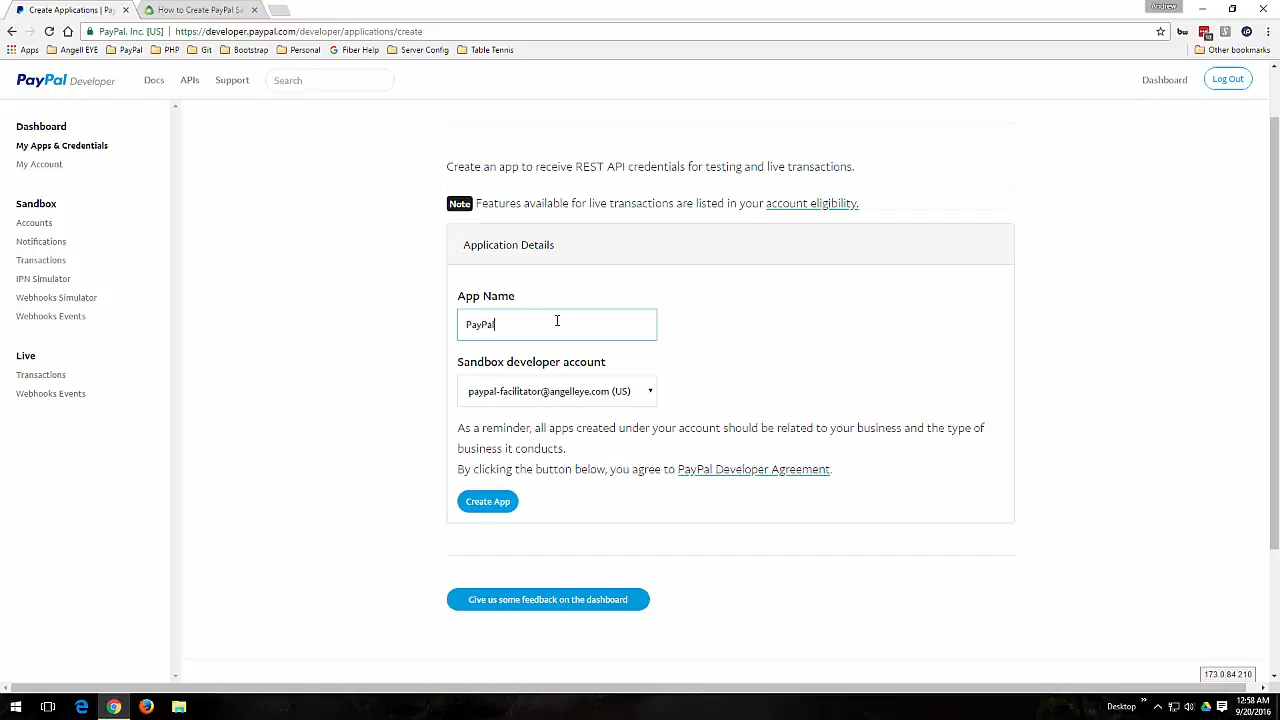 Create Applications | Pay
How to Create PayPal Sa
Andrew
PayPal, Inc. [US] | https://developer.paypal.com/developer/applications/create
Apps Angell EYE PayPal PHP Git Bootstrap Personal Fiber Help Server Config Table Tennis Other bookmarks
PayPal Developer Docs APIs Support Search Dashboard Log Out
Dashboard
My Apps & Credentials
My Account
Sandbox
Accounts
Notifications
Transactions
IPN Simulator
Webhooks Simulator
Webhooks Events
Live
Transactions
Webhooks Events
Create an app to receive REST API credentials for testing and live transactions.
Note Features available for live transactions are listed in your account eligibility.
Application Details
App Name
PayPal
Sandbox developer account
paypal-facilitator@angelleye.com (US)
As a reminder, all apps created under your account should be related to your business and the type of
business it conducts.
By clicking the button below, you agree to PayPal Developer Agreement.
Create App
Give us some feedback on the dashboard
173.0.84.210
Desktop
12:58 AM
9/20/2016